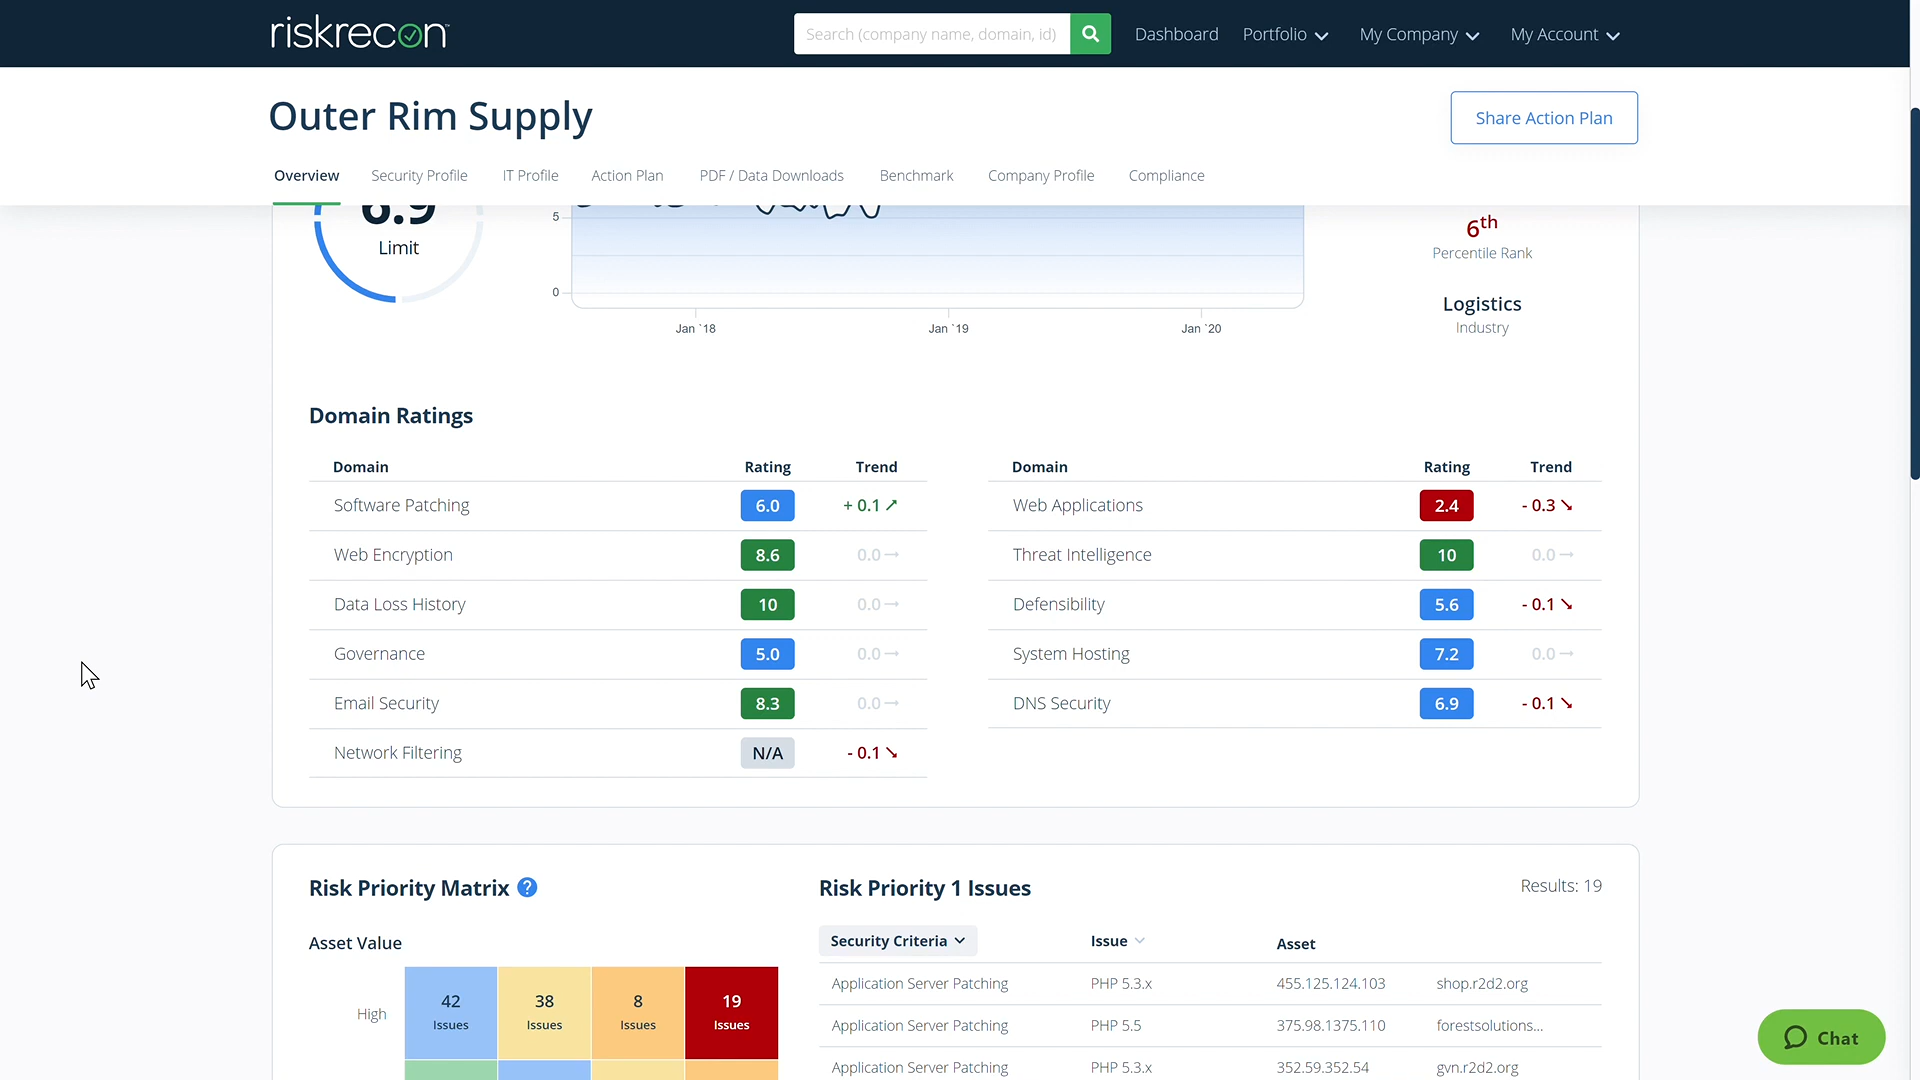 riskrecon
Search (company name, domain, id)
Dashboard
Portfolio
My Company
My Account
Outer Rim Supply
Share Action Plan
Overview
Security Profile
IT Profile
Action Plan
PDF / Data Downloads
Benchmark
Company Profile
Compliance
6.9
Limit
5
0
Jan `18
Jan `19
Jan `20
6th
Percentile Rank
Logistics
Industry
Domain Ratings
Domain Rating Trend
Software Patching 6.0 + 0.1
Web Encryption 8.6 0.0
Data Loss History 10 0.0
Governance 5.0 0.0
Email Security 8.3 0.0
Network Filtering N/A - 0.1
Domain Rating Trend
Web Applications 2.4 - 0.3
Threat Intelligence 10 0.0
Defensibility 5.6 - 0.1
System Hosting 7.2 0.0
DNS Security 6.9 - 0.1
Risk Priority Matrix ?
Asset Value
High
42 Issues
38 Issues
8 Issues
19 Issues
Risk Priority 1 Issues
Results: 19
Security Criteria Issue Asset
Application Server Patching PHP 5.3.x 455.125.124.103 shop.r2d2.org
Application Server Patching PHP 5.5 375.98.1375.110 forestsolutions...
Application Server Patching PHP 5.3.x 352.59.352.54 gvn.r2d2.org
Chat